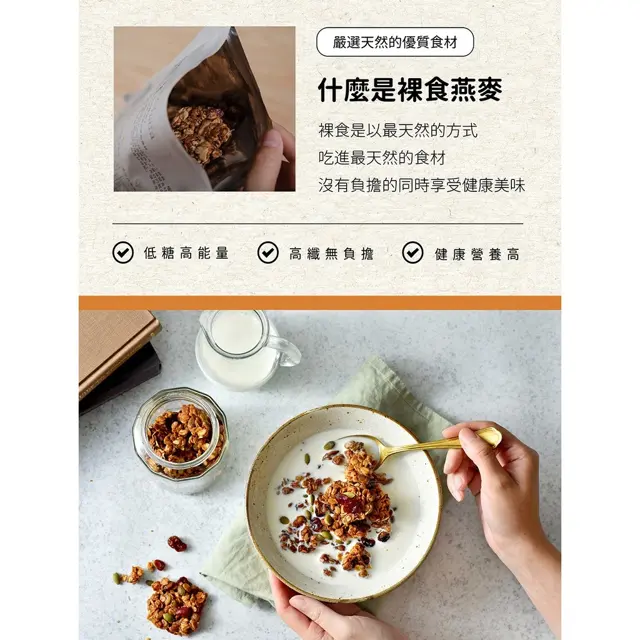 嚴選天然的優質食材
什麼是裸食燕麥
裸食是以最天然的方式
吃進最天然的食材
沒有負擔的同時享受健康美味
低糖高能量
高纖無負擔
健康營養高